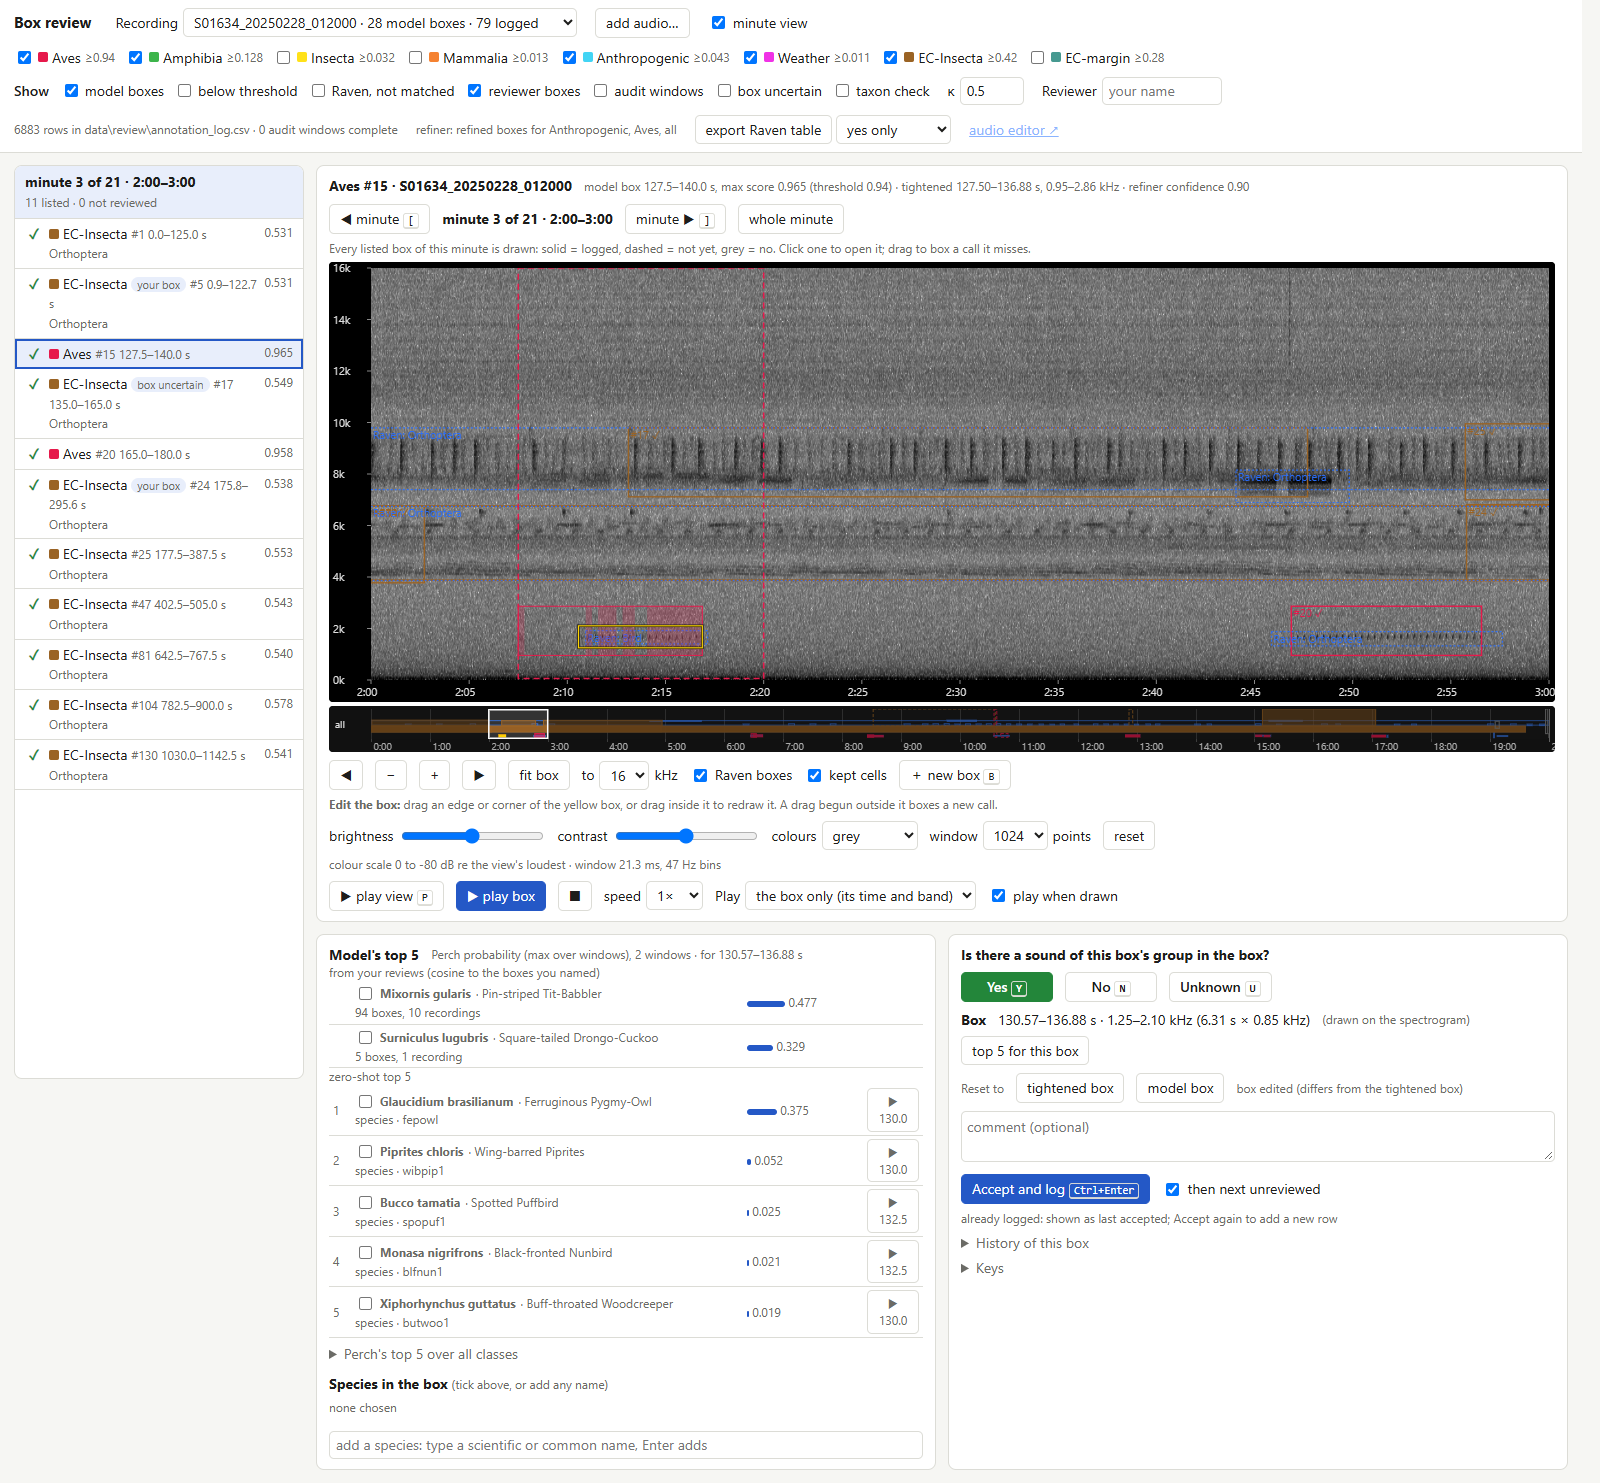 Box review Recording S01634_20250228_012000 · 28 model boxes · 79 logged add audio... minute view
Aves ≥0.94 Amphibia ≥0.128 Insecta ≥0.032 Mammalia ≥0.013 Anthropogenic ≥0.043 Weather ≥0.011 EC-Insecta ≥0.42 EC-margin ≥0.28
Show model boxes below threshold Raven, not matched reviewer boxes audit windows box uncertain taxon check κ 0.5 Reviewer your name
6883 rows in data\review\annotation_log.csv · 0 audit windows complete refiner: refined boxes for Anthropogenic, Aves, all export Raven table yes only audio editor ↗
minute 3 of 21 · 2:00–3:00
11 listed · 0 not reviewed
✓ EC-Insecta #1 0.0–125.0 s 0.531
Orthoptera
✓ EC-Insecta your box #5 0.9–122.7 s 0.531
Orthoptera
✓ Aves #15 127.5–140.0 s 0.965
✓ EC-Insecta box uncertain #17 135.0–165.0 s 0.549
Orthoptera
✓ Aves #20 165.0–180.0 s 0.958
✓ EC-Insecta your box #24 175.8–295.6 s 0.538
Orthoptera
✓ EC-Insecta #25 177.5–387.5 s 0.553
Orthoptera
✓ EC-Insecta #47 402.5–505.0 s 0.543
Orthoptera
✓ EC-Insecta #81 642.5–767.5 s 0.540
Orthoptera
✓ EC-Insecta #104 782.5–900.0 s 0.578
Orthoptera
✓ EC-Insecta #130 1030.0–1142.5 s 0.541
Orthoptera
Aves #15 · S01634_20250228_012000 model box 127.5–140.0 s, max score 0.965 (threshold 0.94) · tightened 127.50–136.88 s, 0.95–2.86 kHz · refiner confidence 0.90
◀ minute [ minute 3 of 21 · 2:00–3:00 minute ▶ ] whole minute
Every listed box of this minute is drawn: solid = logged, dashed = not yet, grey = no. Click one to open it; drag to box a call it misses.
16k
14k
12k
10k
8k
Raven: Orthoptera
6k
4k
2k
0k
2:00 2:05 2:10 2:15 2:20 2:25 2:30 2:35 2:40 2:45 2:50 2:55 3:00
all
0:00 1:00 2:00 3:00 4:00 5:00 6:00 7:00 8:00 9:00 10:00 11:00 12:00 13:00 14:00 15:00 16:00 17:00 18:00 19:00
◀ − + ▶ fit box to 16 kHz Raven boxes kept cells + new box B
Edit the box: drag an edge or corner of the yellow box, or drag inside it to redraw it. A drag begun outside it boxes a new call.
brightness contrast colours grey window 1024 points reset
colour scale 0 to -80 dB re the view's loudest · window 21.3 ms, 47 Hz bins
▶ play view P ▶ play box ■ speed 1× Play the box only (its time and band) play when drawn
Model's top 5 Perch probability (max over windows), 2 windows · for 130.57–136.88 s
from your reviews (cosine to the boxes you named)
Mixornis gularis · Pin-striped Tit-Babbler 0.477
94 boxes, 10 recordings
Surniculus lugubris · Square-tailed Drongo-Cuckoo 0.329
5 boxes, 1 recording
zero-shot top 5
1 Glaucidium brasilianum · Ferruginous Pygmy-Owl 0.375 ▶ 130.0
species · fepowl
2 Piprites chloris · Wing-barred Piprites 0.052 ▶ 130.0
species · wibpip1
3 Bucco tamatia · Spotted Puffbird 0.025 ▶ 132.5
species · spopuf1
4 Monasa nigrifrons · Black-fronted Nunbird 0.021 ▶ 132.5
species · blfnun1
5 Xiphorhynchus guttatus · Buff-throated Woodcreeper 0.019 ▶ 130.0
species · butwoo1
▶ Perch's top 5 over all classes
Species in the box (tick above, or add any name)
none chosen
add a species: type a scientific or common name, Enter adds
Is there a sound of this box's group in the box?
Yes Y No N Unknown U
Box 130.57–136.88 s · 1.25–2.10 kHz (6.31 s × 0.85 kHz) (drawn on the spectrogram)
top 5 for this box
Reset to tightened box model box box edited (differs from the tightened box)
comment (optional)
Accept and log Ctrl+Enter then next unreviewed
already logged: shown as last accepted; Accept again to add a new row
▶ History of this box
▶ Keys